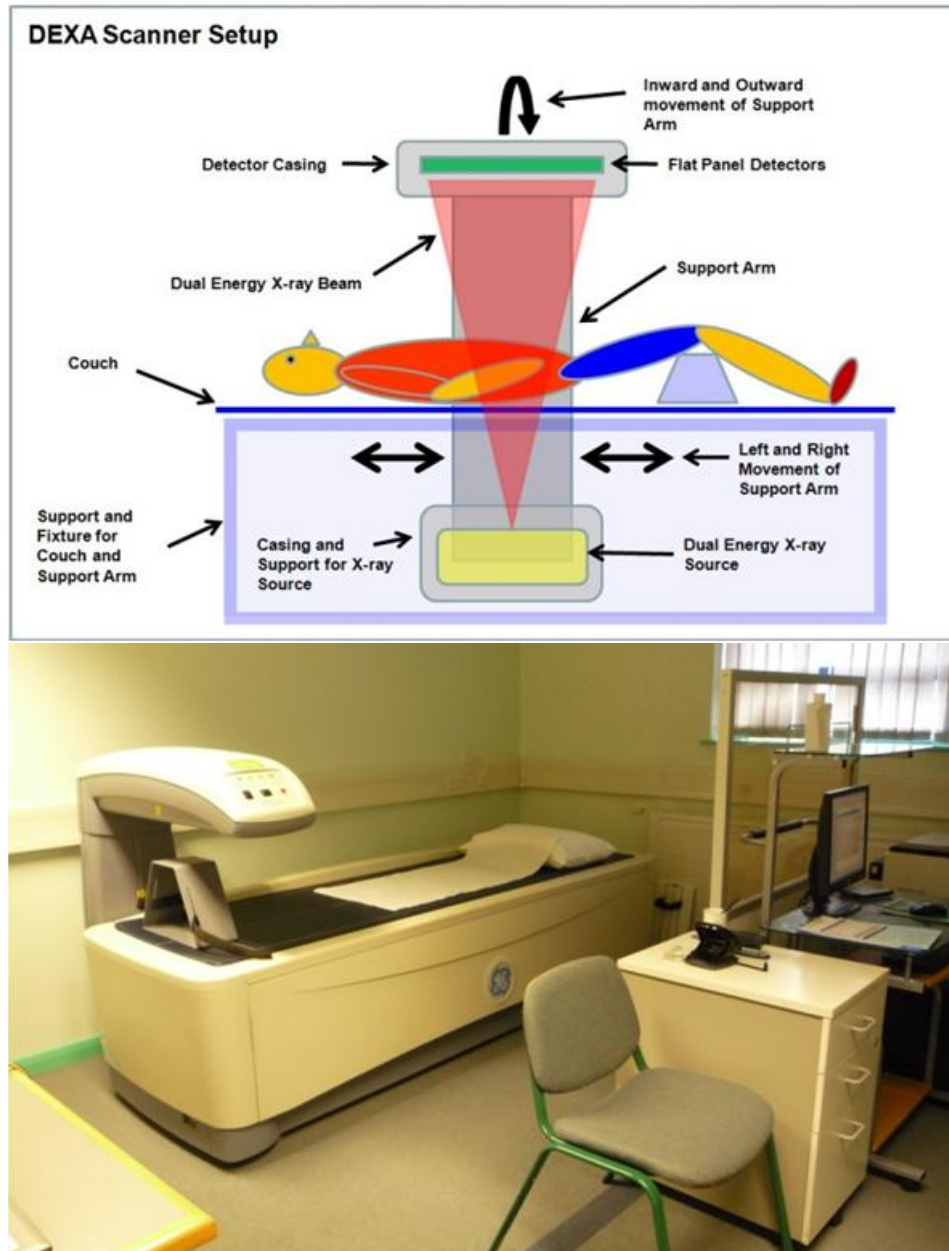 DEXA Scanner Setup
Inward and Outward
movement of Support
Arm
Detector Casing
Flat Panel Detectors
Dual Energy X-ray Beam
Support Arm
Couch
Left and Right
Movement of
Support Arm
Support and
Fixture for
Couch and
Support Arm
Casing and
Support for X-ray
Source
Dual Energy X-ray
Source